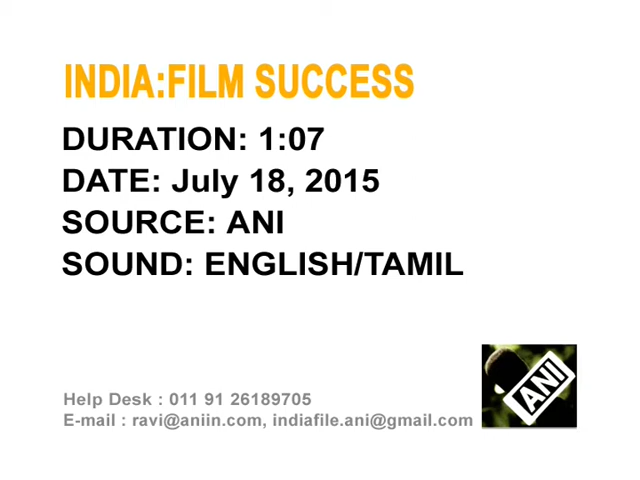 INDIA:FILM SUCCESS
DURATION: 1:07
DATE: July 18, 2015
SOURCE: ANI
SOUND: ENGLISH/TAMIL
Help Desk : 011 91 26189705
E-mail : ravi@aniin.com, indiafile.ani@gmail.com
ANI